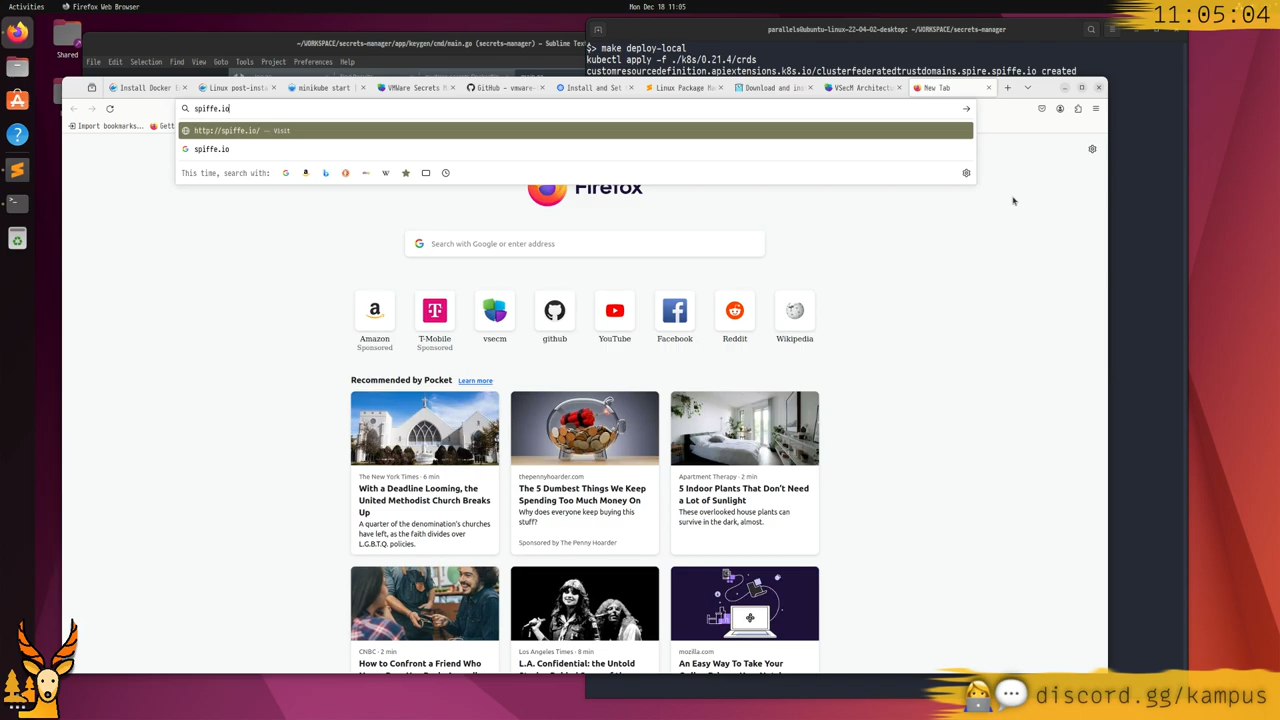 Activities
Firefox Web Browser
Mon Dec 18 11:05
11:05:04
Shared
~/WORKSPACE/secrets-manager/app/keygen/cmd/main.go (secrets-manager) – Sublime Tex
File Edit Selection Find View Goto Tools Project Preferences Help
parallels@ubuntu-linux-22-04-02-desktop: ~/WORKSPACE/secrets-manager
$> make deploy-local
kubectl apply -f ./k8s/0.21.4/crds
customresourcedefinition.apiextensions.k8s.io/clusterfederatedtrustdomains.spire.spiffe.io created
Install Docker E
Linux post-inst
minikube start
VMWare Secrets M
GitHub – vmware-
Install and Set
Linux Package Ma
Download and in
VSecM Architectu
New Tab
spiffe.io
Import bookmarks...
Gett
http://spiffe.io/ — Visit
spiffe.io
This time, search with:
Firefox
Search with Google or enter address
Amazon
Sponsored
T-Mobile
Sponsored
vsecm
github
YouTube
Facebook
Reddit
Wikipedia
Recommended by Pocket
Learn more
The New York Times · 6 min
With a Deadline Looming, the
United Methodist Church Breaks
Up
A quarter of the denomination's churches
have left, as the faith divides over
L.G.B.T.Q. policies.
thepennyhoarder.com
The 5 Dumbest Things We Keep
Spending Too Much Money On
Why does everyone keep buying this
stuff?
Sponsored by The Penny Hoarder
Apartment Therapy · 2 min
5 Indoor Plants That Don't Need
a Lot of Sunlight
These overlooked house plants can
survive in the dark, almost.
CNBC · 2 min
How to Confront a Friend Who
Los Angeles Times · 8 min
L.A. Confidential: the Untold
mozilla.com
An Easy Way To Take Your
discord.gg/kampus